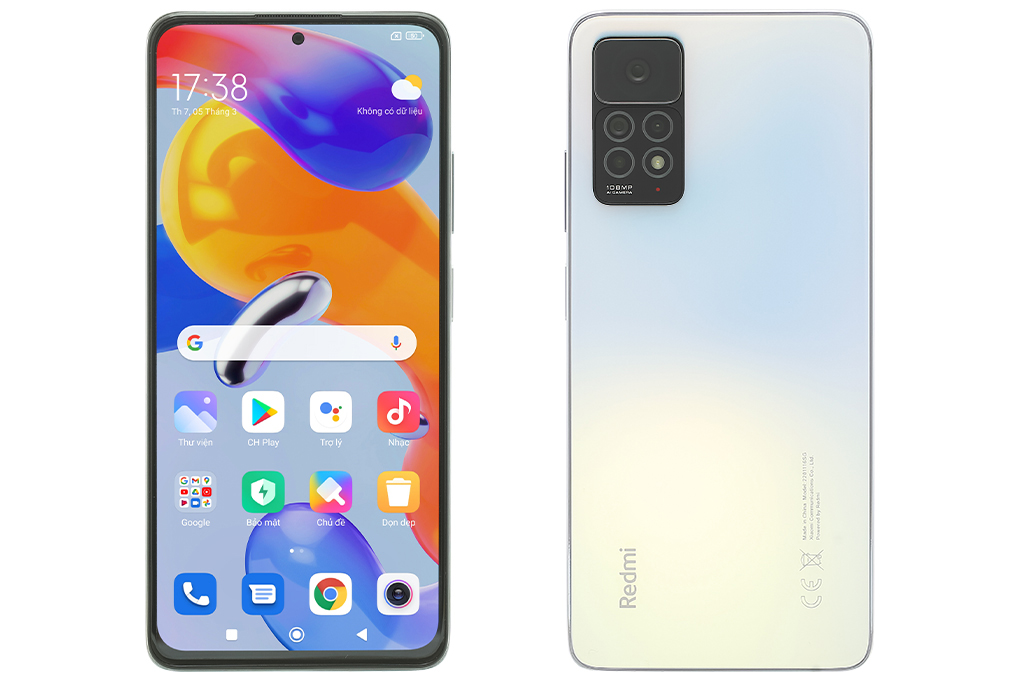 17:38
Th 7, 05 Tháng 3
Không có dữ liệu
Thư viện
CH Play
Trợ lý
Nhạc
Google
Bảo mật
Chủ đề
Dọn dẹp
108MP
AI CAMERA
Redmi
Made in China
Xiaomi Communications Co., Ltd.
Powered by Redmi